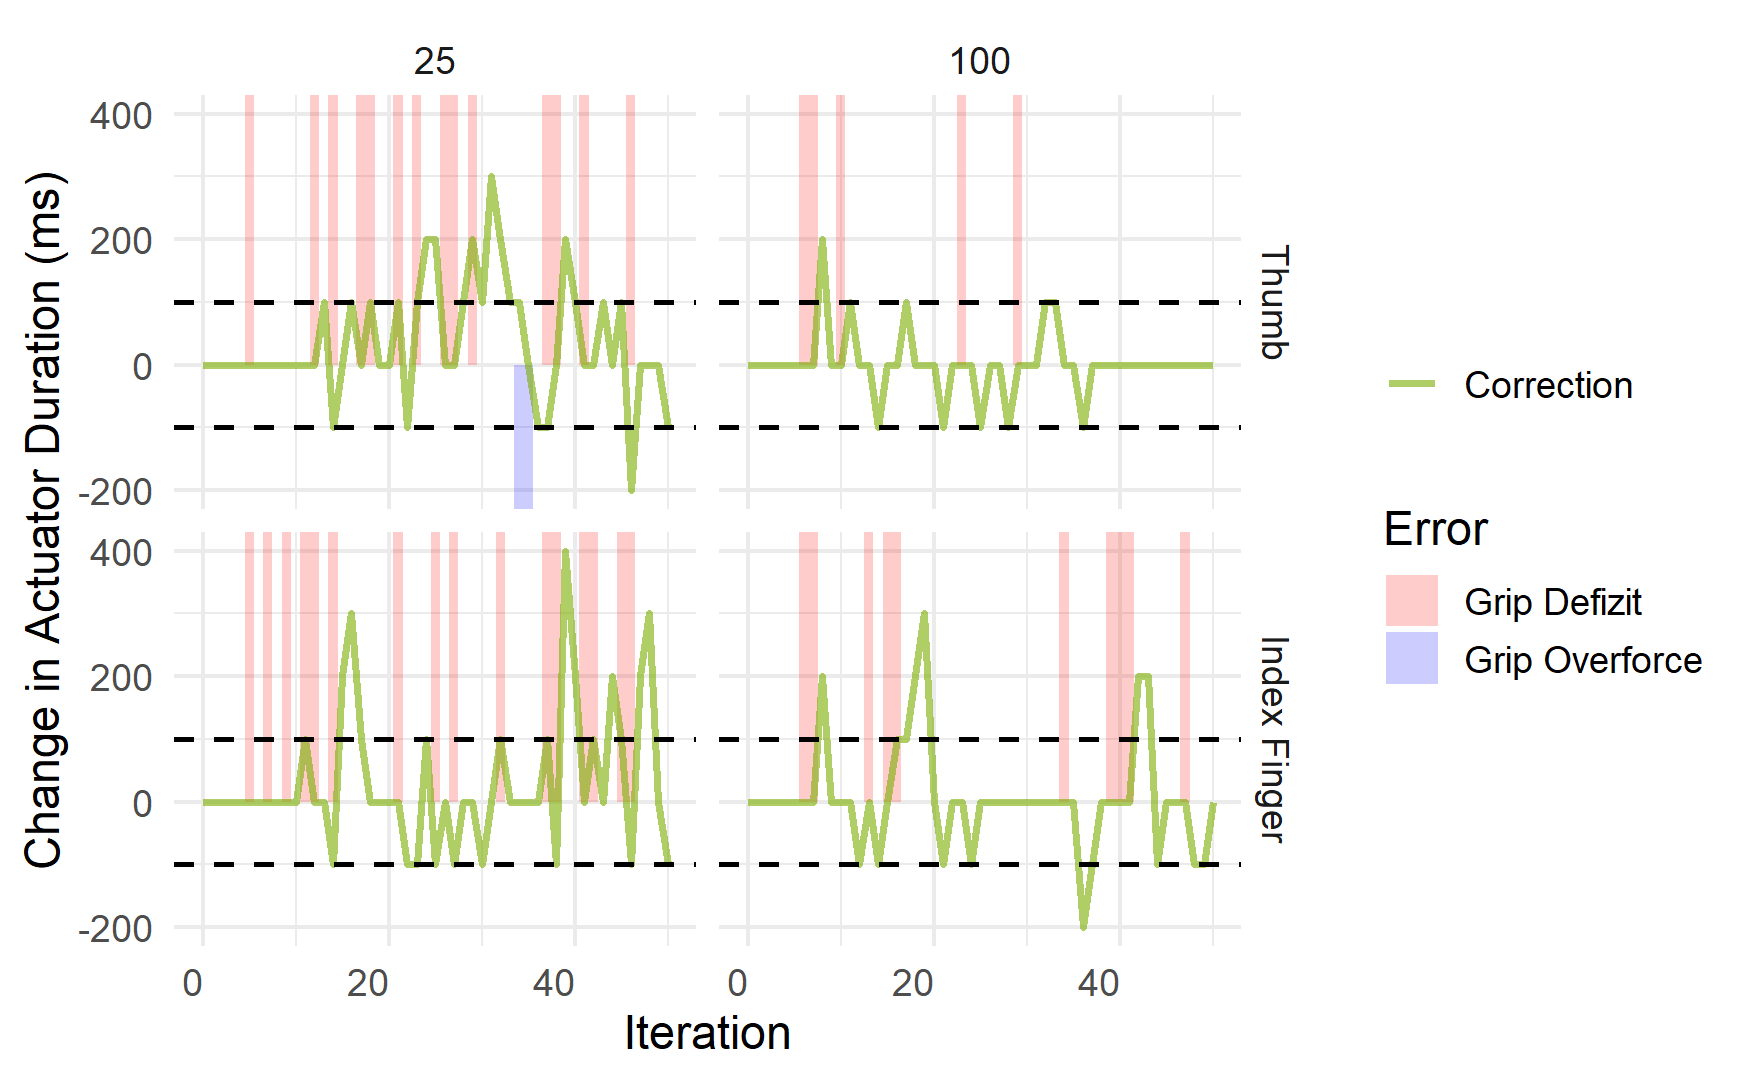 25
100
Change in Actuator Duration (ms)
400
200
0
-200
Thumb
400
200
0
-200
Index Finger
0
20
40
0
20
40
Iteration
Correction
Error
Grip Defizit
Grip Overforce